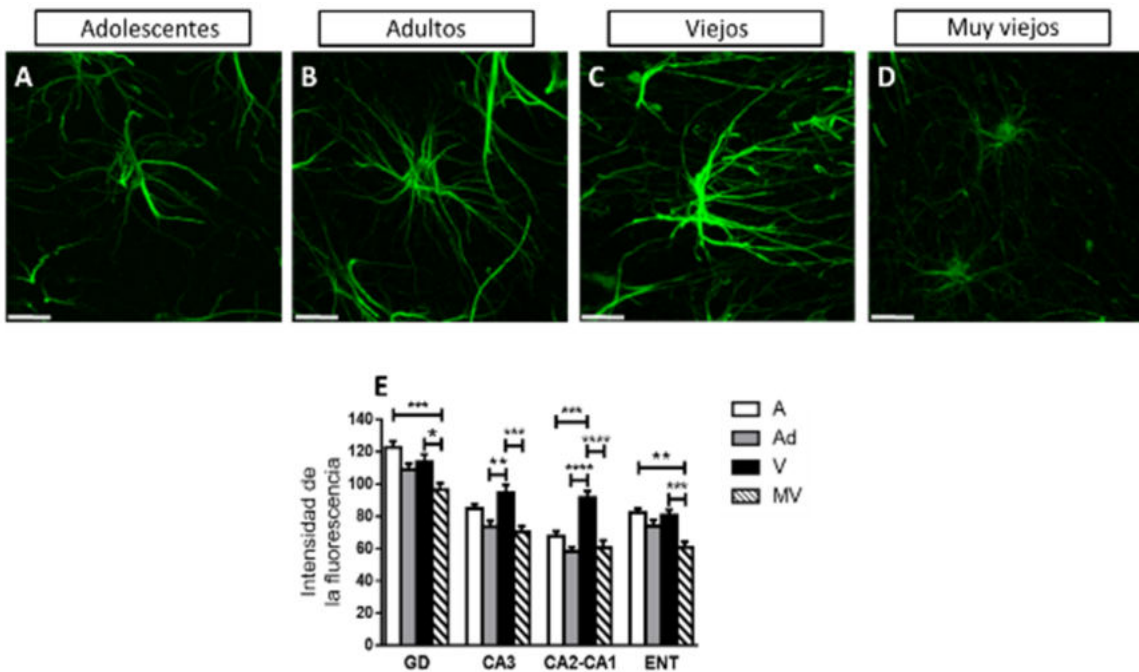 Adolescentes
Adultos
Viejos
Muy viejos
A
B
C
D
E
Intensidad de
la fluorescencia
140
120
100
80
60
40
20
0
***
*
**
***
***
****
****
**
***
GD
CA3
CA2-CA1
ENT
A
Ad
V
MV